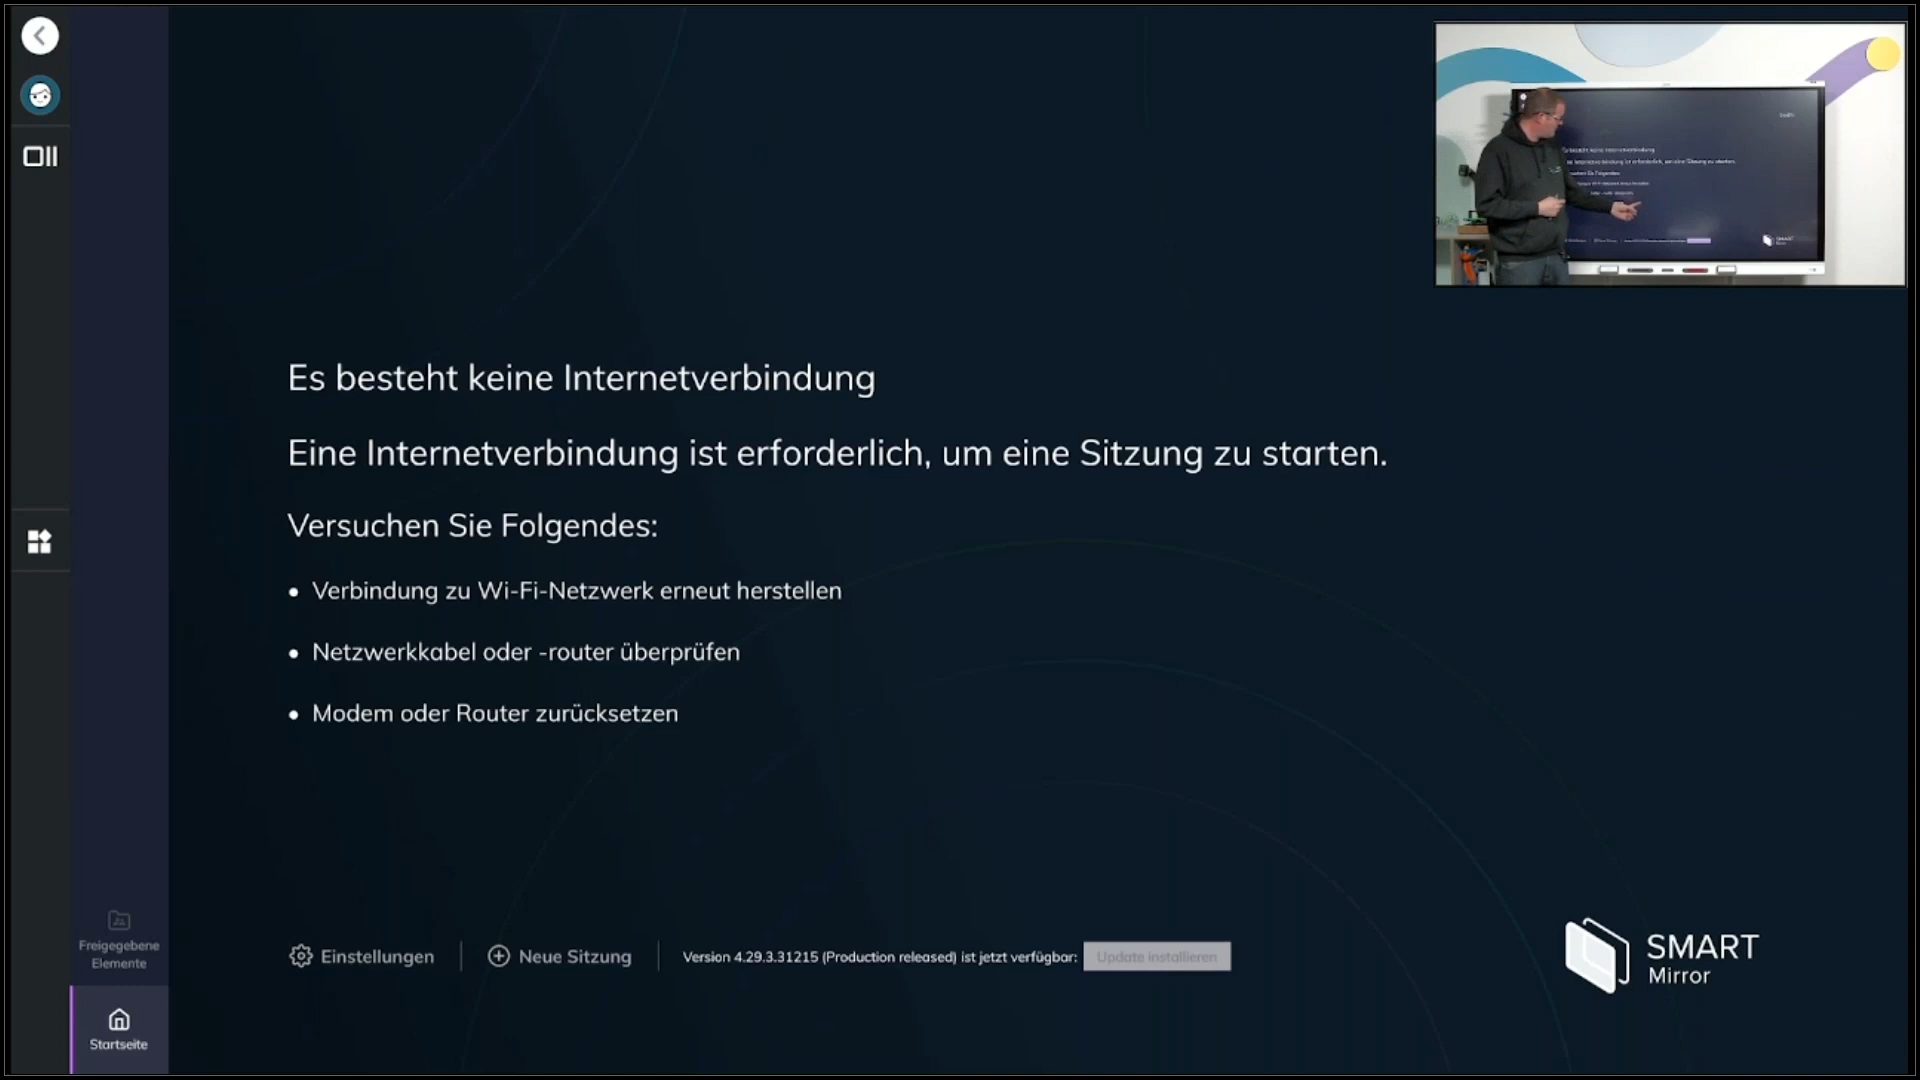 Es besteht keine Internetverbindung
Eine Internetverbindung ist erforderlich, um eine Sitzung zu starten.
Versuchen Sie Folgendes:
• Verbindung zu Wi-Fi-Netzwerk erneut herstellen
• Netzwerkkabel oder -router überprüfen
• Modem oder Router zurücksetzen
Freigegebene
Elemente
Startseite
Einstellungen
Neue Sitzung
Version 4.29.3.31215 (Production released) ist jetzt verfügbar:
Update installieren
SMART
Mirror